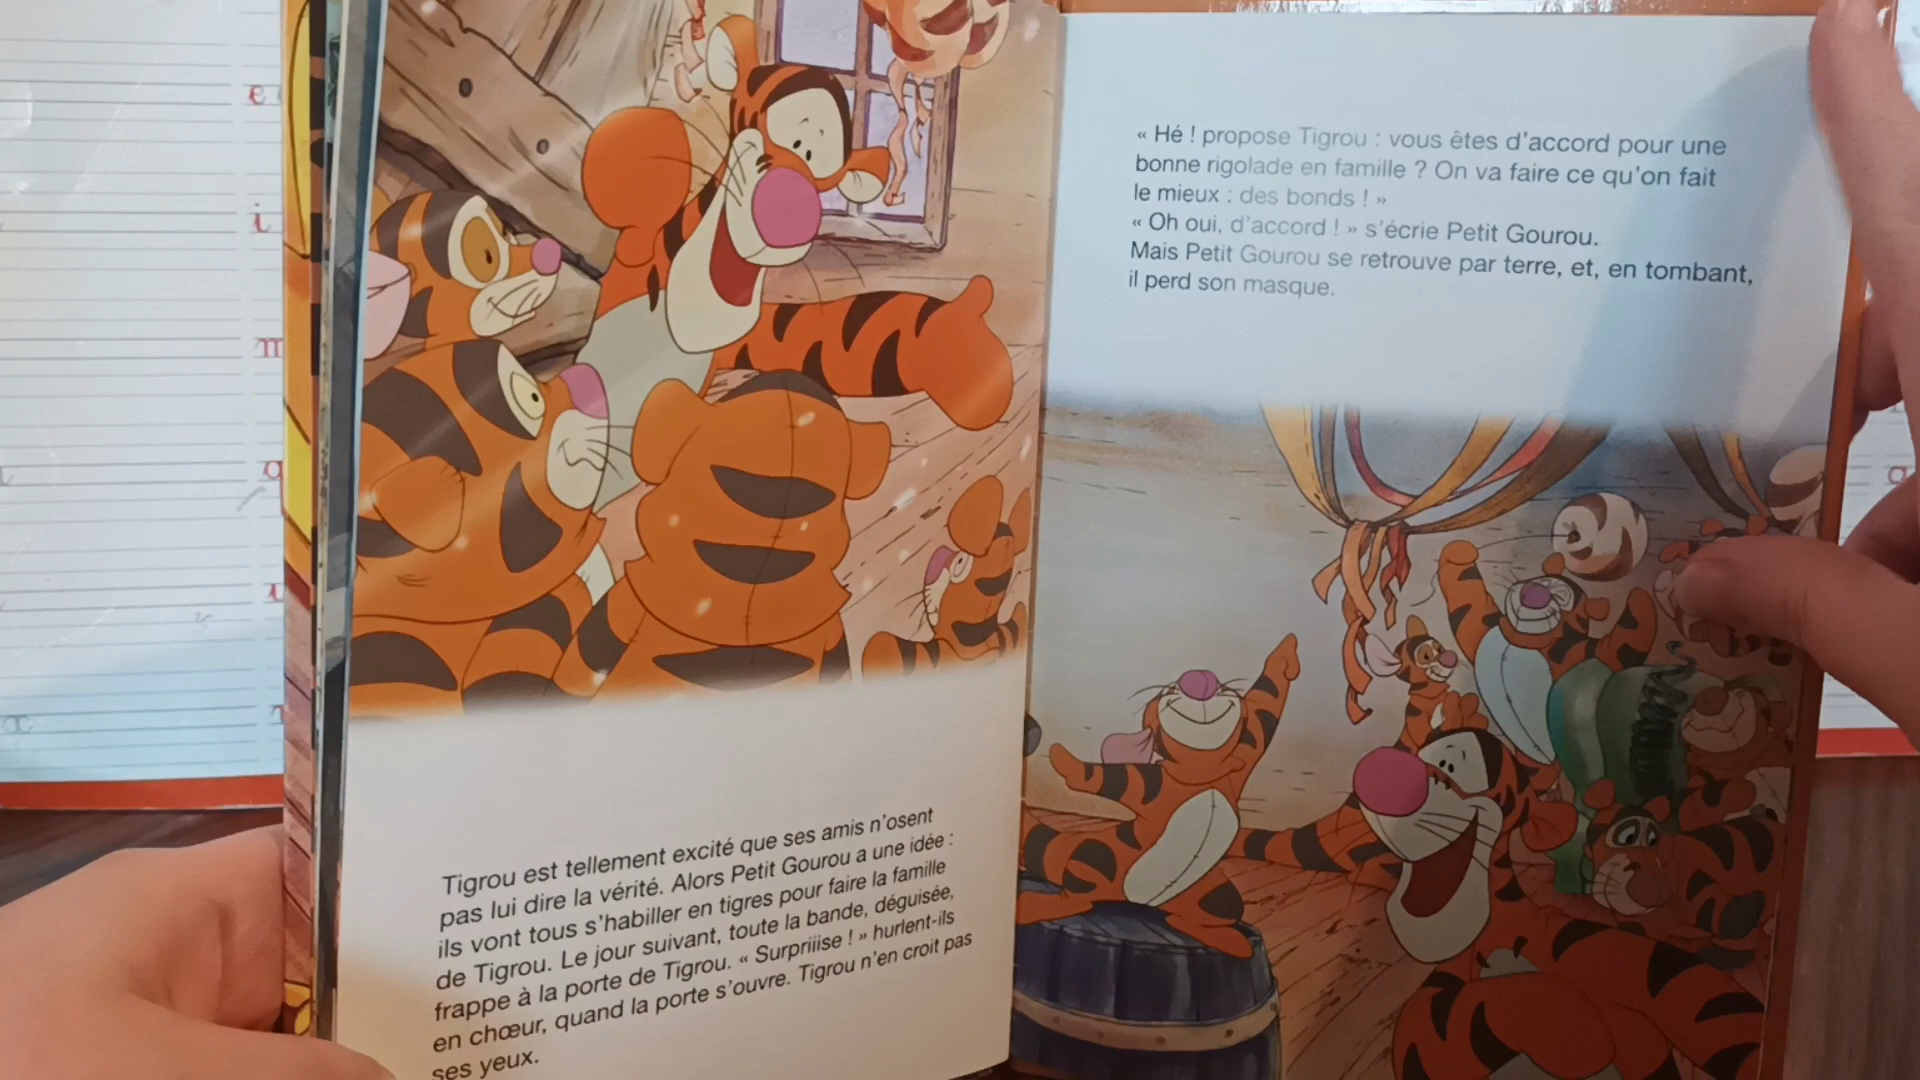 Tigrou est tellement excité que ses amis n'osent
pas lui dire la vérité. Alors Petit Gourou a une idée :
ils vont tous s'habiller en tigres pour faire la famille
de Tigrou. Le jour suivant, toute la bande, déguisée,
frappe à la porte de Tigrou. « Surpriiise ! » hurlent-ils
en chœur, quand la porte s'ouvre. Tigrou n'en croit pas
ses yeux.
« Hé ! propose Tigrou : vous êtes d'accord pour une
bonne rigolade en famille ? On va faire ce qu'on fait
le mieux : des bonds ! »
« Oh oui, d'accord ! » s'écrie Petit Gourou.
Mais Petit Gourou se retrouve par terre, et, en tombant,
il perd son masque.
e
i
m